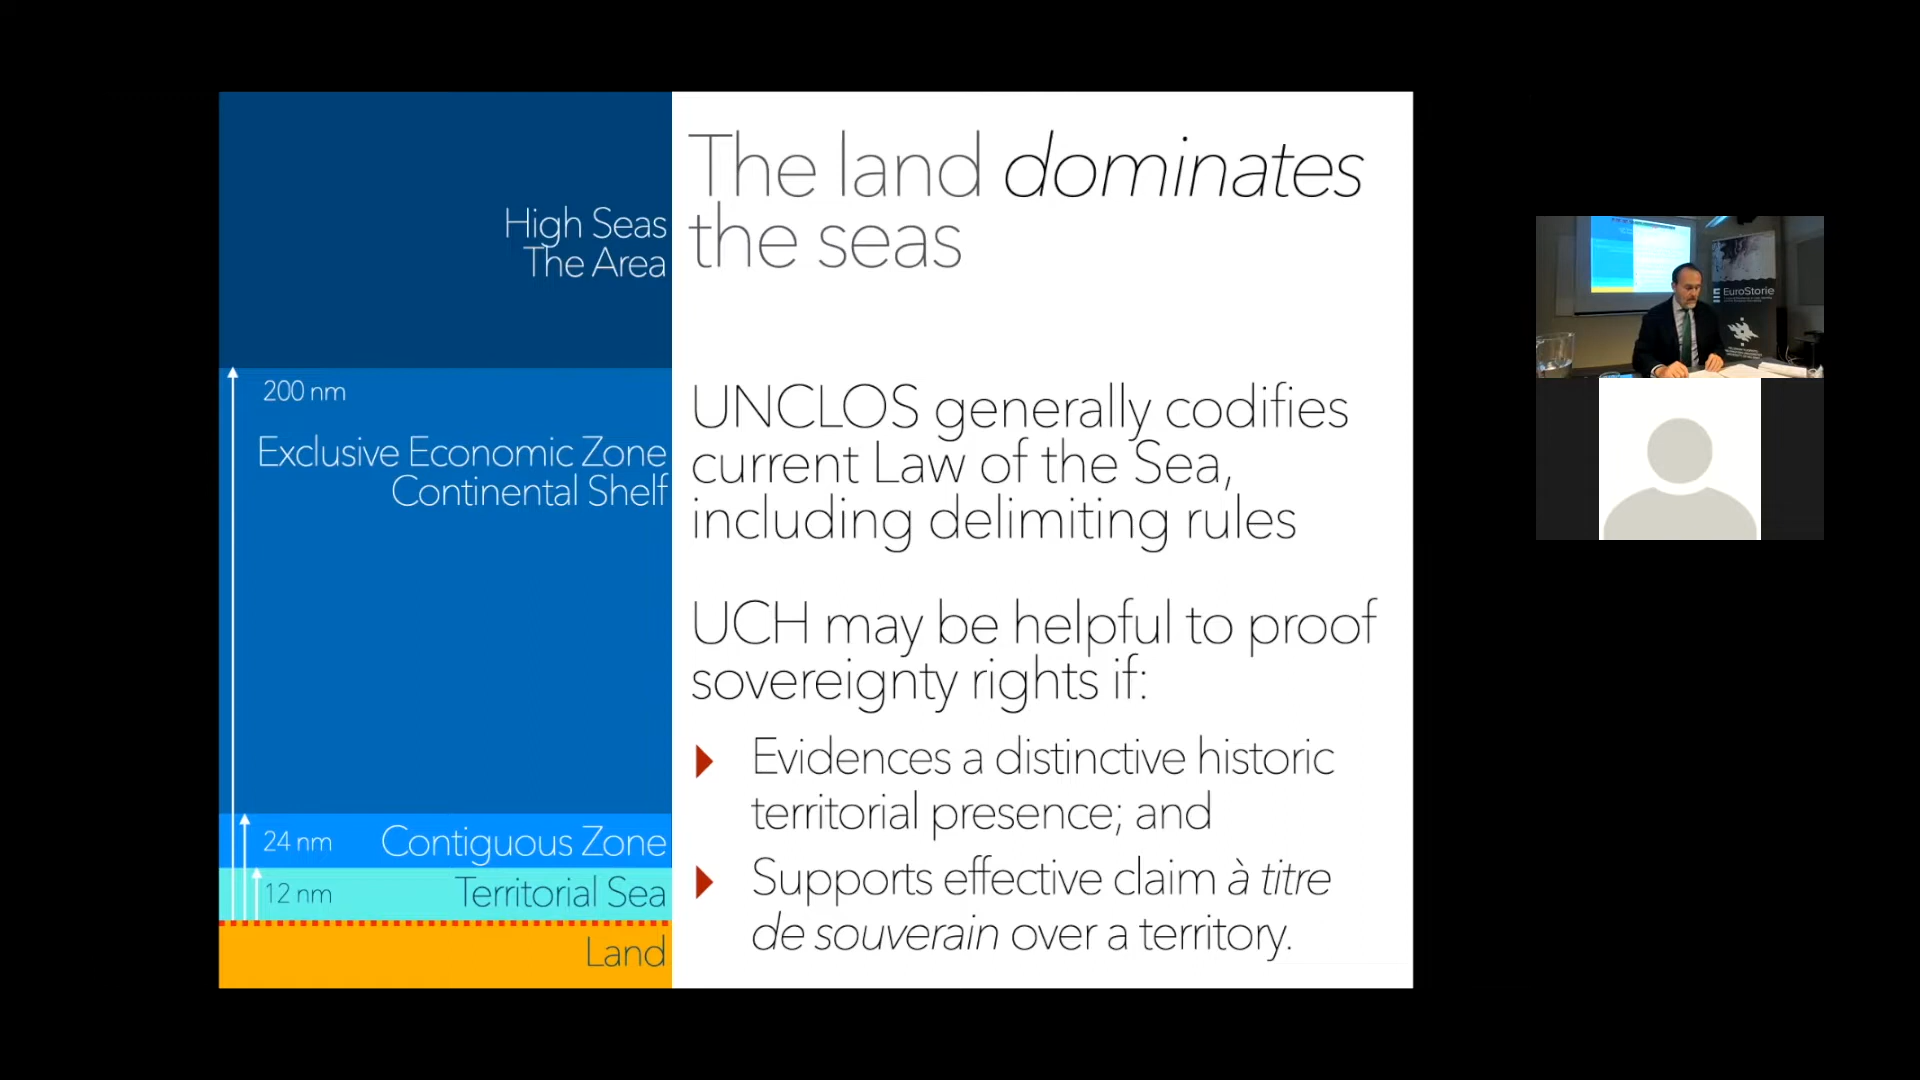 High Seas
The Area
200 nm
Exclusive Economic Zone
Continental Shelf
24 nm
Contiguous Zone
12 nm
Territorial Sea
Land
The land dominates
the seas
UNCLOS generally codifies
current Law of the Sea,
including delimiting rules
UCH may be helpful to proof
sovereignty rights if:
Evidences a distinctive historic
territorial presence; and
Supports effective claim à titre
de souverain over a territory.
EuroStorie